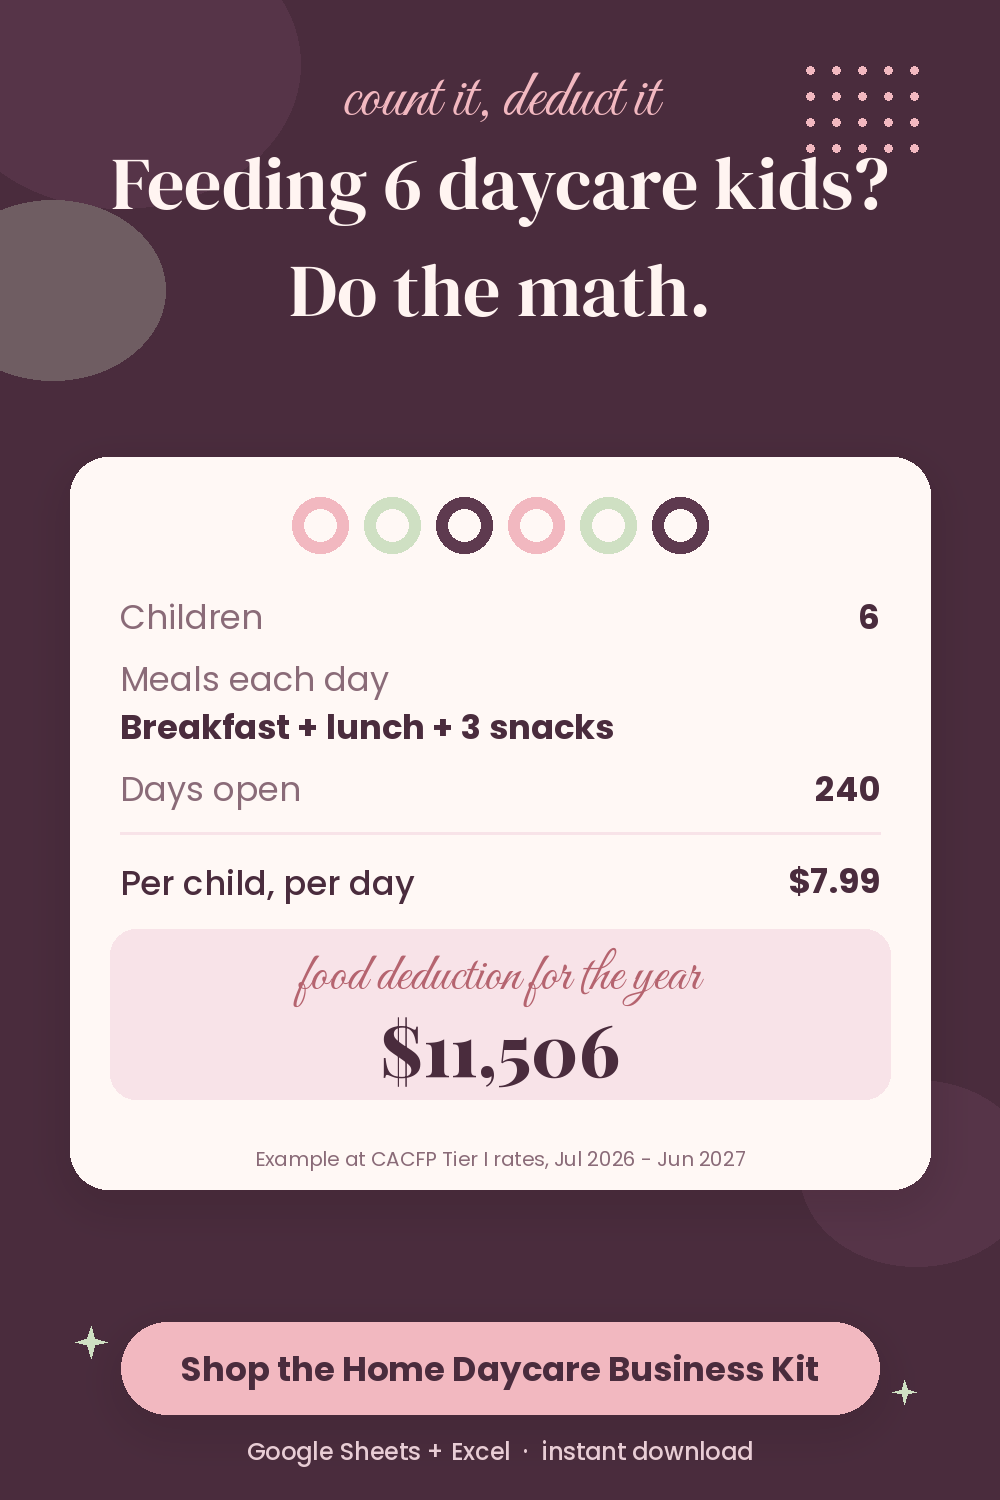 count it, deduct it
Feeding 6 daycare kids?
Do the math.
Children 6
Meals each day
Breakfast + lunch + 3 snacks
Days open 240
Per child, per day $7.99
food deduction for the year
$11,506
Example at CACFP Tier I rates, Jul 2026 - Jun 2027
Shop the Home Daycare Business Kit
Google Sheets + Excel · instant download